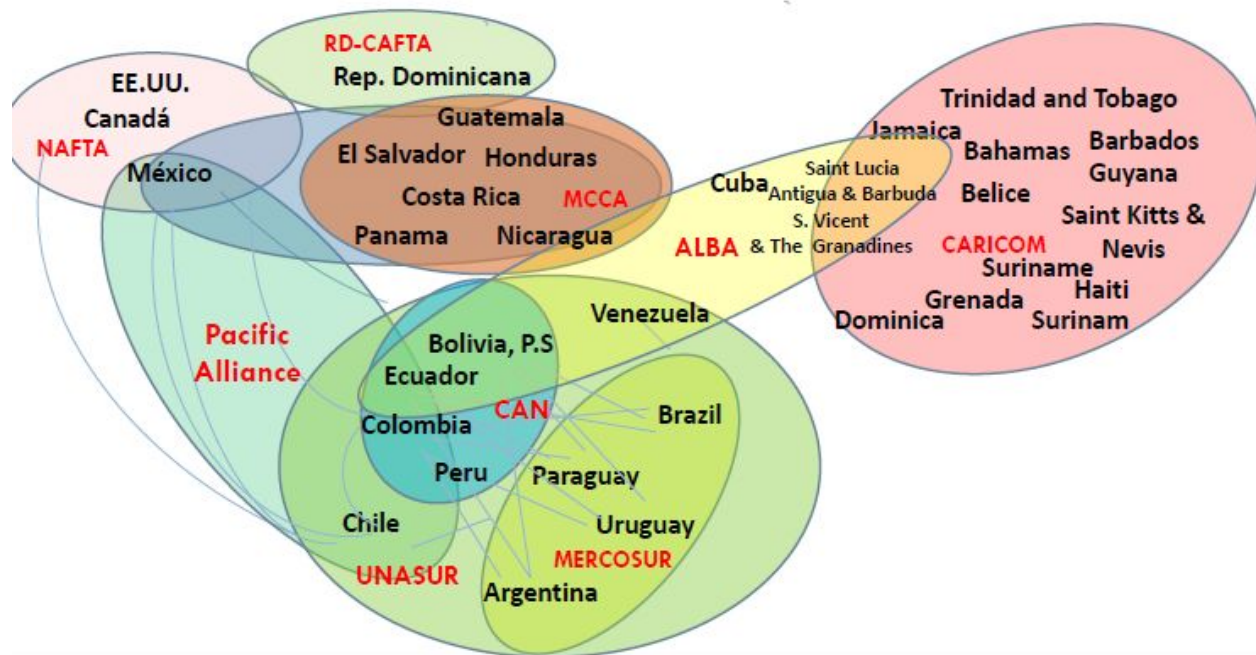 RD-CAFTA
Rep. Dominicana
EE.UU.
Canadá
NAFTA
México
Guatemala
El Salvador
Honduras
Costa Rica
MCCA
Panama
Nicaragua
Cuba
Saint Lucia
Antigua & Barbuda
S. Vicent
& The Granadines
ALBA
Trinidad and Tobago
Jamaica
Bahamas
Barbados
Guyana
Belice
Saint Kitts &
Nevis
CARICOM
Suriname
Haiti
Grenada
Dominica
Surinam
Pacific
Alliance
Venezuela
Bolivia, P.S
Ecuador
CAN
Colombia
Brazil
Peru
Paraguay
Chile
Uruguay
MERCOSUR
UNASUR
Argentina